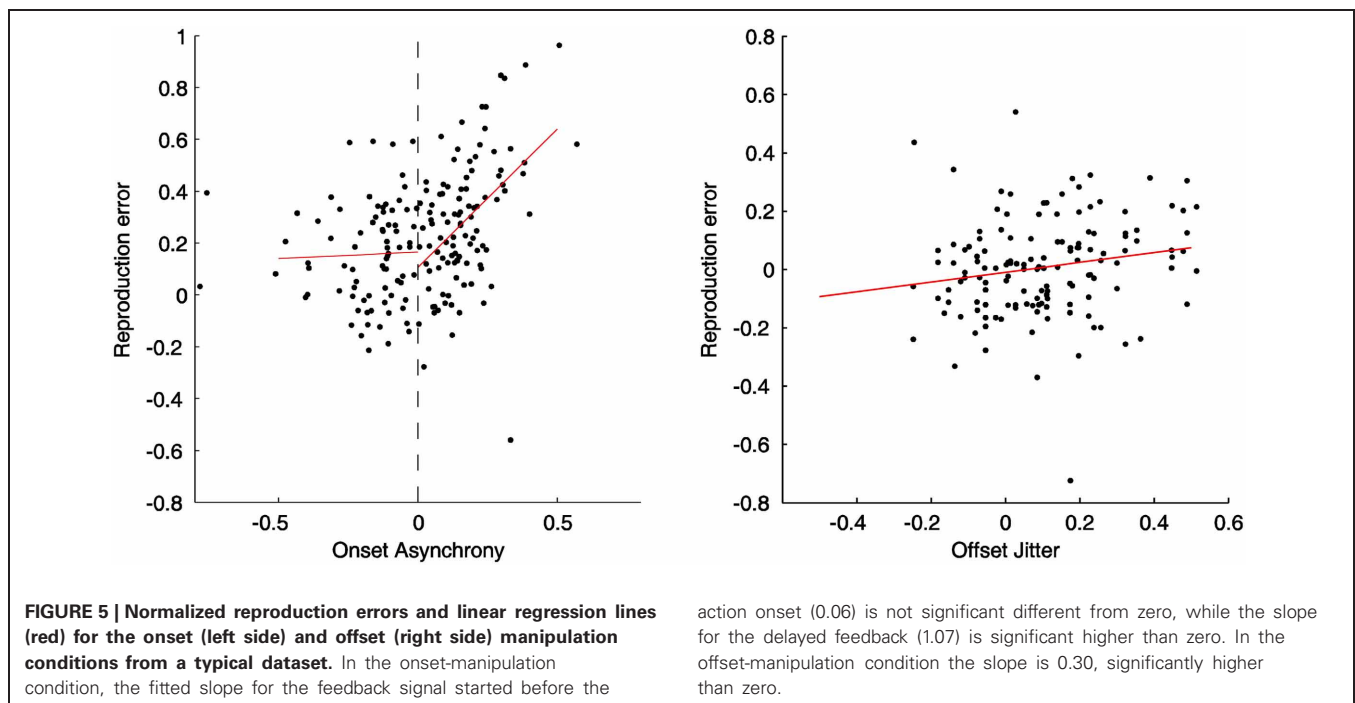 1
0.8
0.6
0.4
0.2
0
-0.2
-0.4
-0.6
-0.8
Reproduction error
-0.5 0 0.5
Onset Asynchrony
0.8
0.6
0.4
0.2
0
-0.2
-0.4
-0.6
-0.8
Reproduction error
-0.4 -0.2 0 0.2 0.4 0.6
Offset Jitter
FIGURE 5 | Normalized reproduction errors and linear regression lines
(red) for the onset (left side) and offset (right side) manipulation
conditions from a typical dataset. In the onset-manipulation
condition, the fitted slope for the feedback signal started before the
action onset (0.06) is not significant different from zero, while the slope
for the delayed feedback (1.07) is significant higher than zero. In the
offset-manipulation condition the slope is 0.30, significantly higher
than zero.